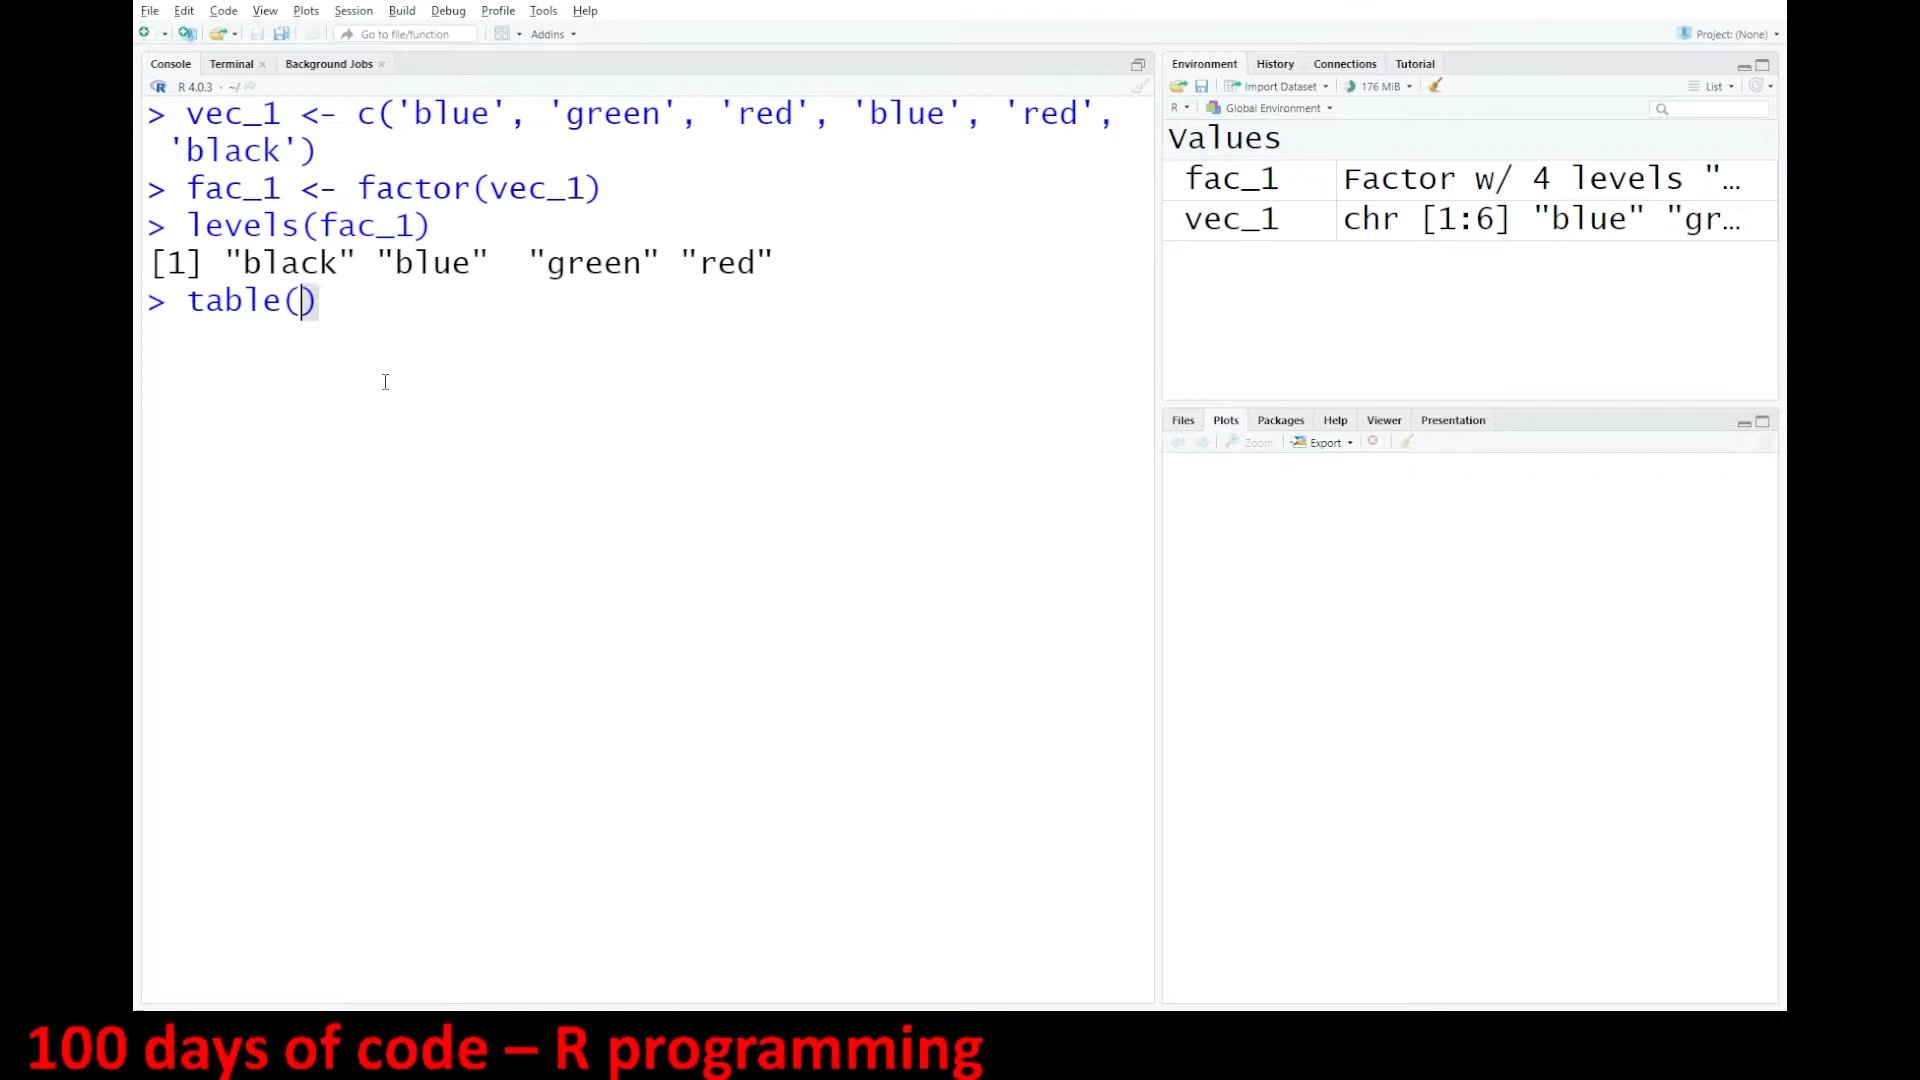 File Edit Code View Plots Session Build Debug Profile Tools Help
Go to file/function Addins Project: (None)
Console Terminal Background Jobs
R 4.0.3 · ~/
> vec_1 <- c('blue', 'green', 'red', 'blue', 'red',
'black')
> fac_1 <- factor(vec_1)
> levels(fac_1)
[1] "black" "blue"  "green" "red"
> table()
Environment History Connections Tutorial
Import Dataset 176 MiB List
R Global Environment
Values
fac_1 Factor w/ 4 levels "…
vec_1 chr [1:6] "blue" "gr…
Files Plots Packages Help Viewer Presentation
Zoom Export
100 days of code – R programming